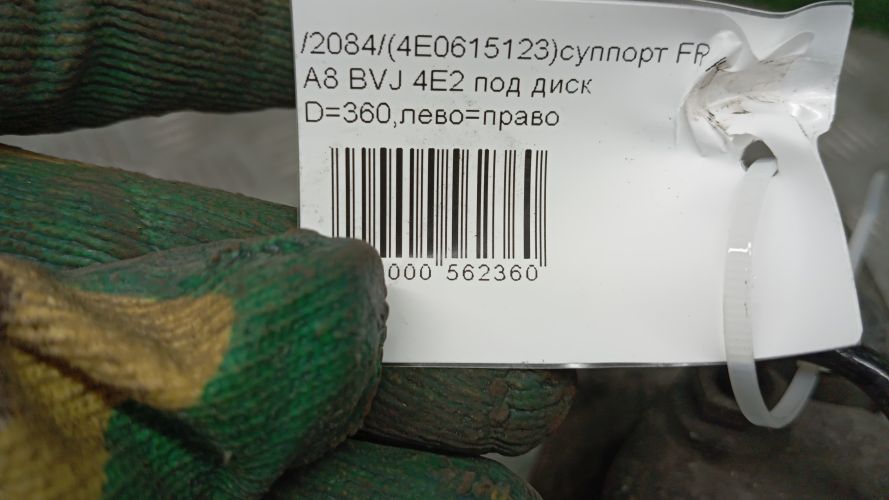 /2084/(4E0615123)суппорт FR
A8 BVJ 4E2 под диск
D=360,лево=право
000 562360